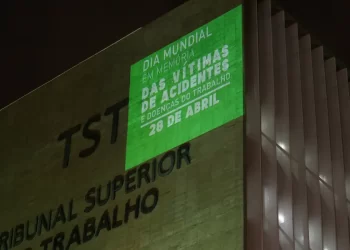 DIA MUNDIAL
EM MEMÓRIA
DAS VÍTIMAS
DE ACIDENTES
E DOENÇAS DO TRABALHO
28 DE ABRIL
TST
TRIBUNAL SUPERIOR
DO TRABALHO